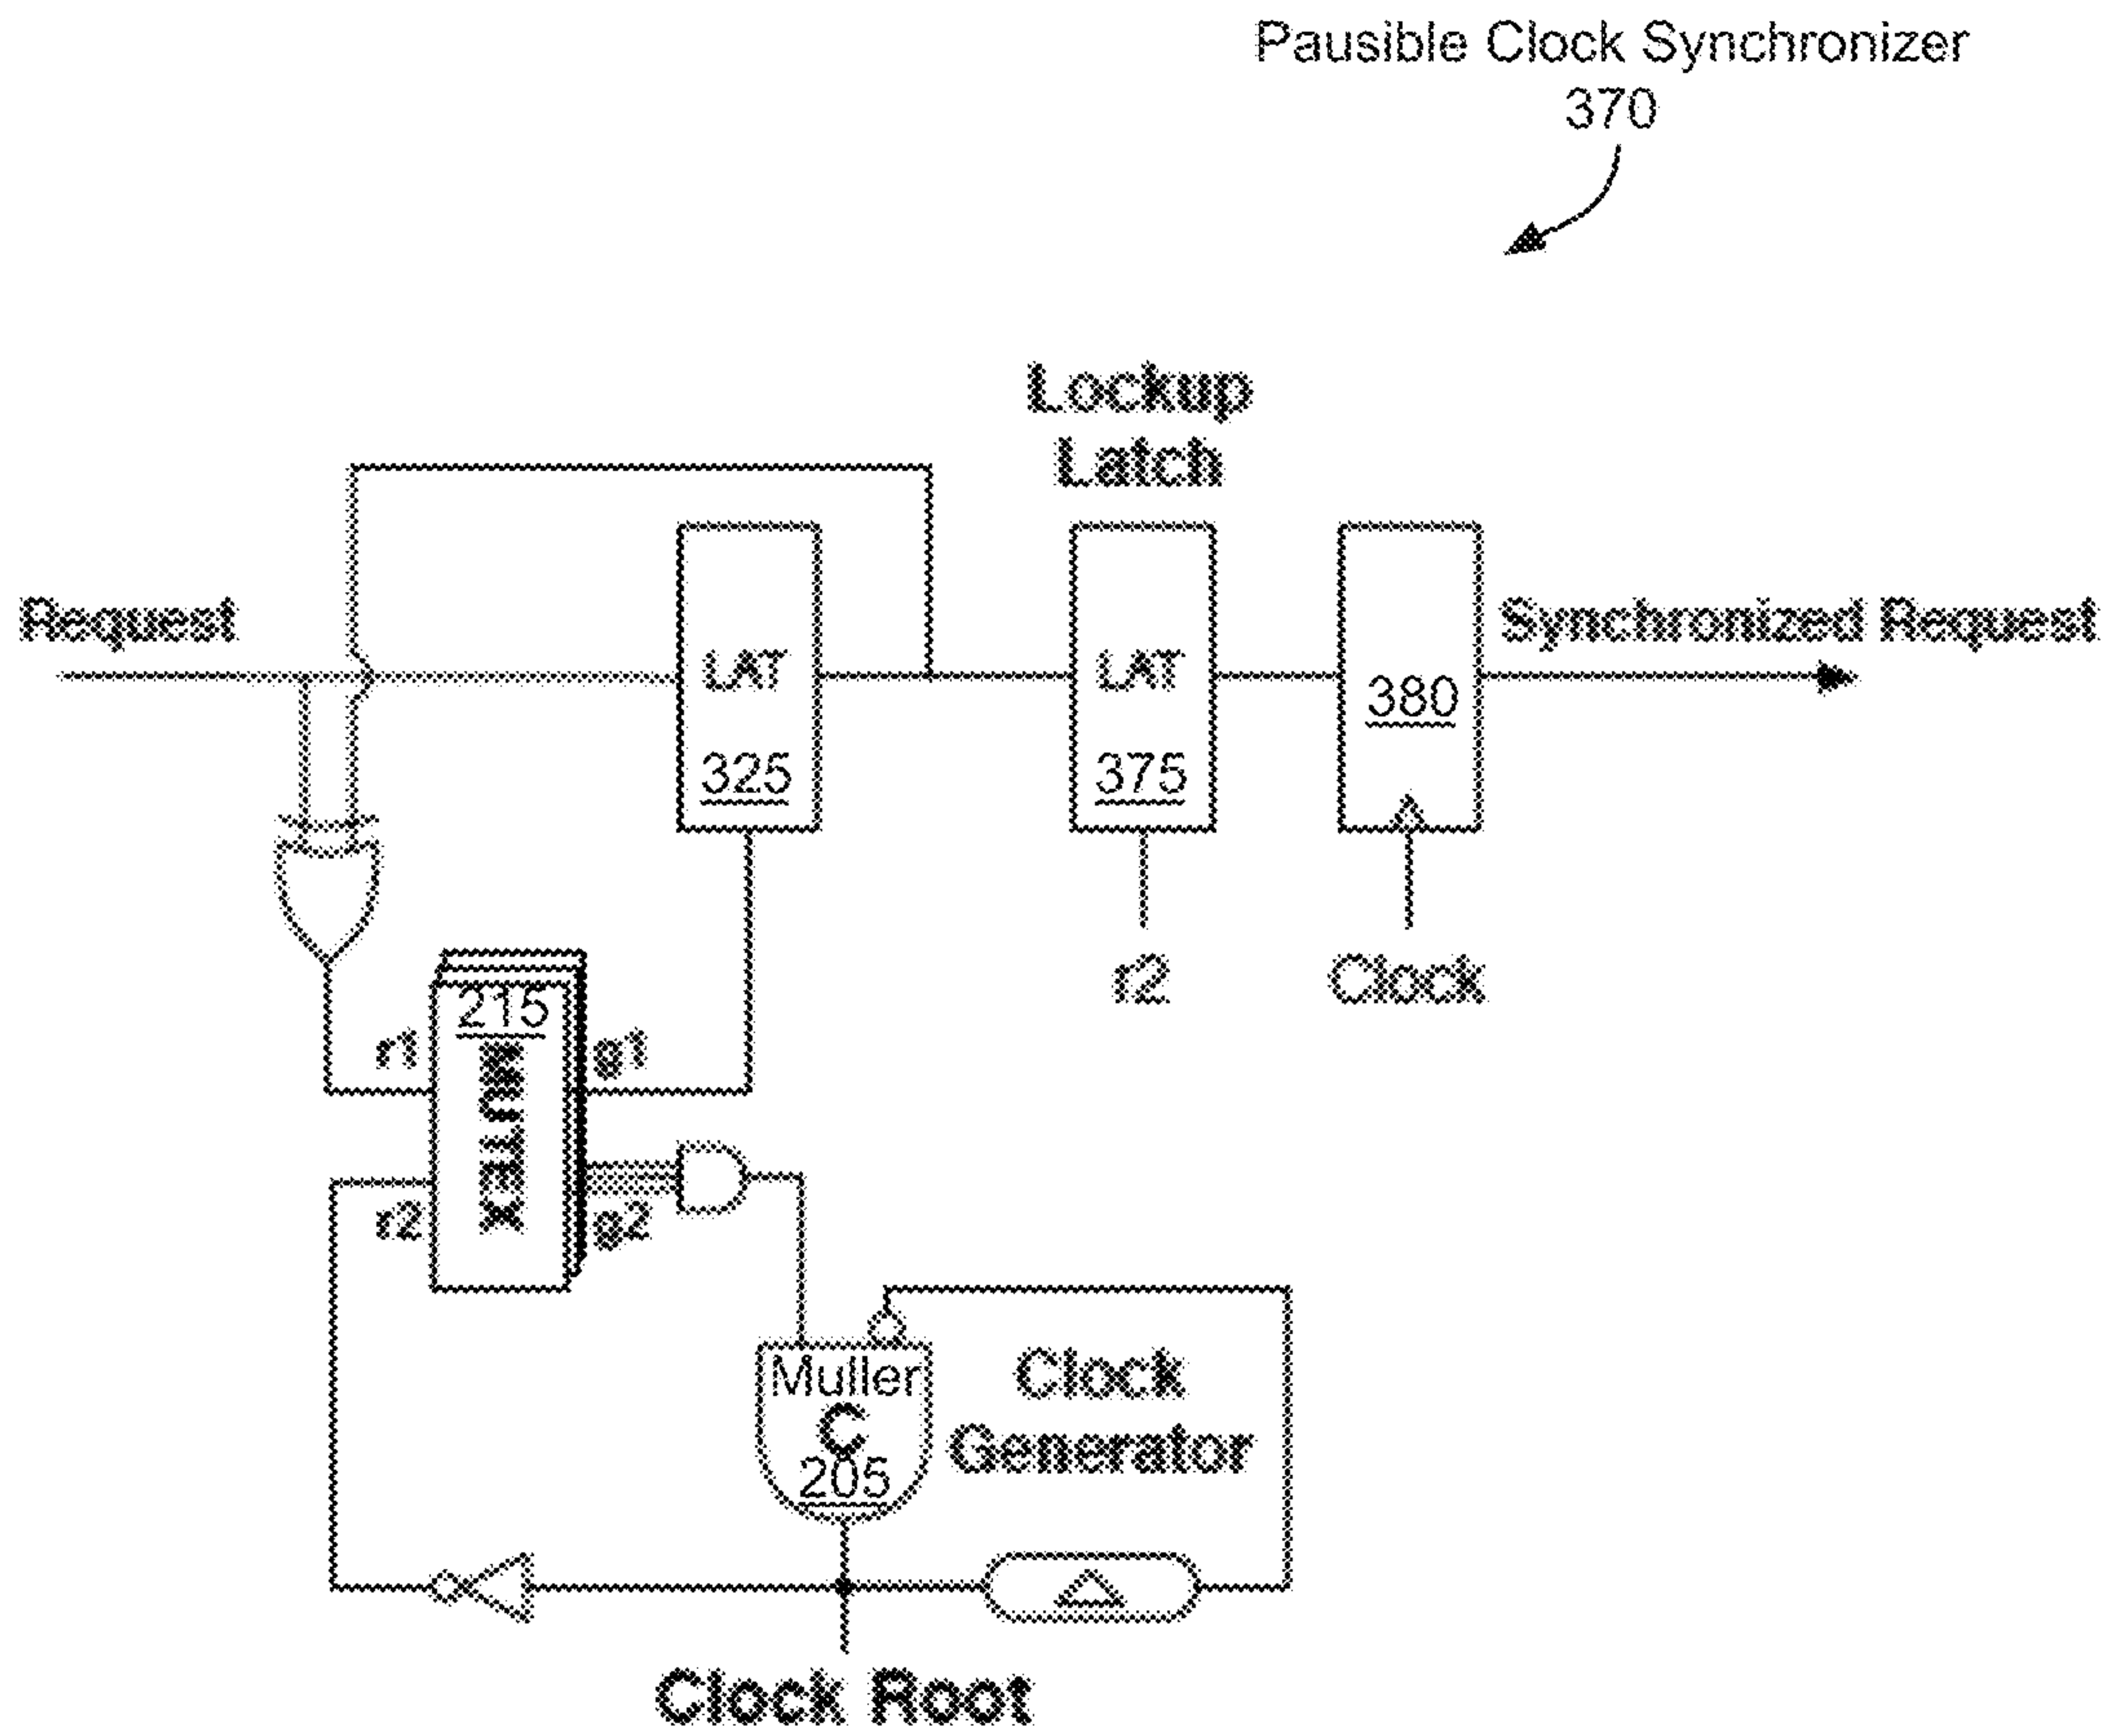 Pausible Clock Synchronizer
370
Lockup
Latch
Request
LAT
325
LAT
375
380
Synchronized Request
r2
Clock
215
MUTEX
r1
g1
r2
g2
Muller
C
205
Clock
Generator
Δ
Clock Root